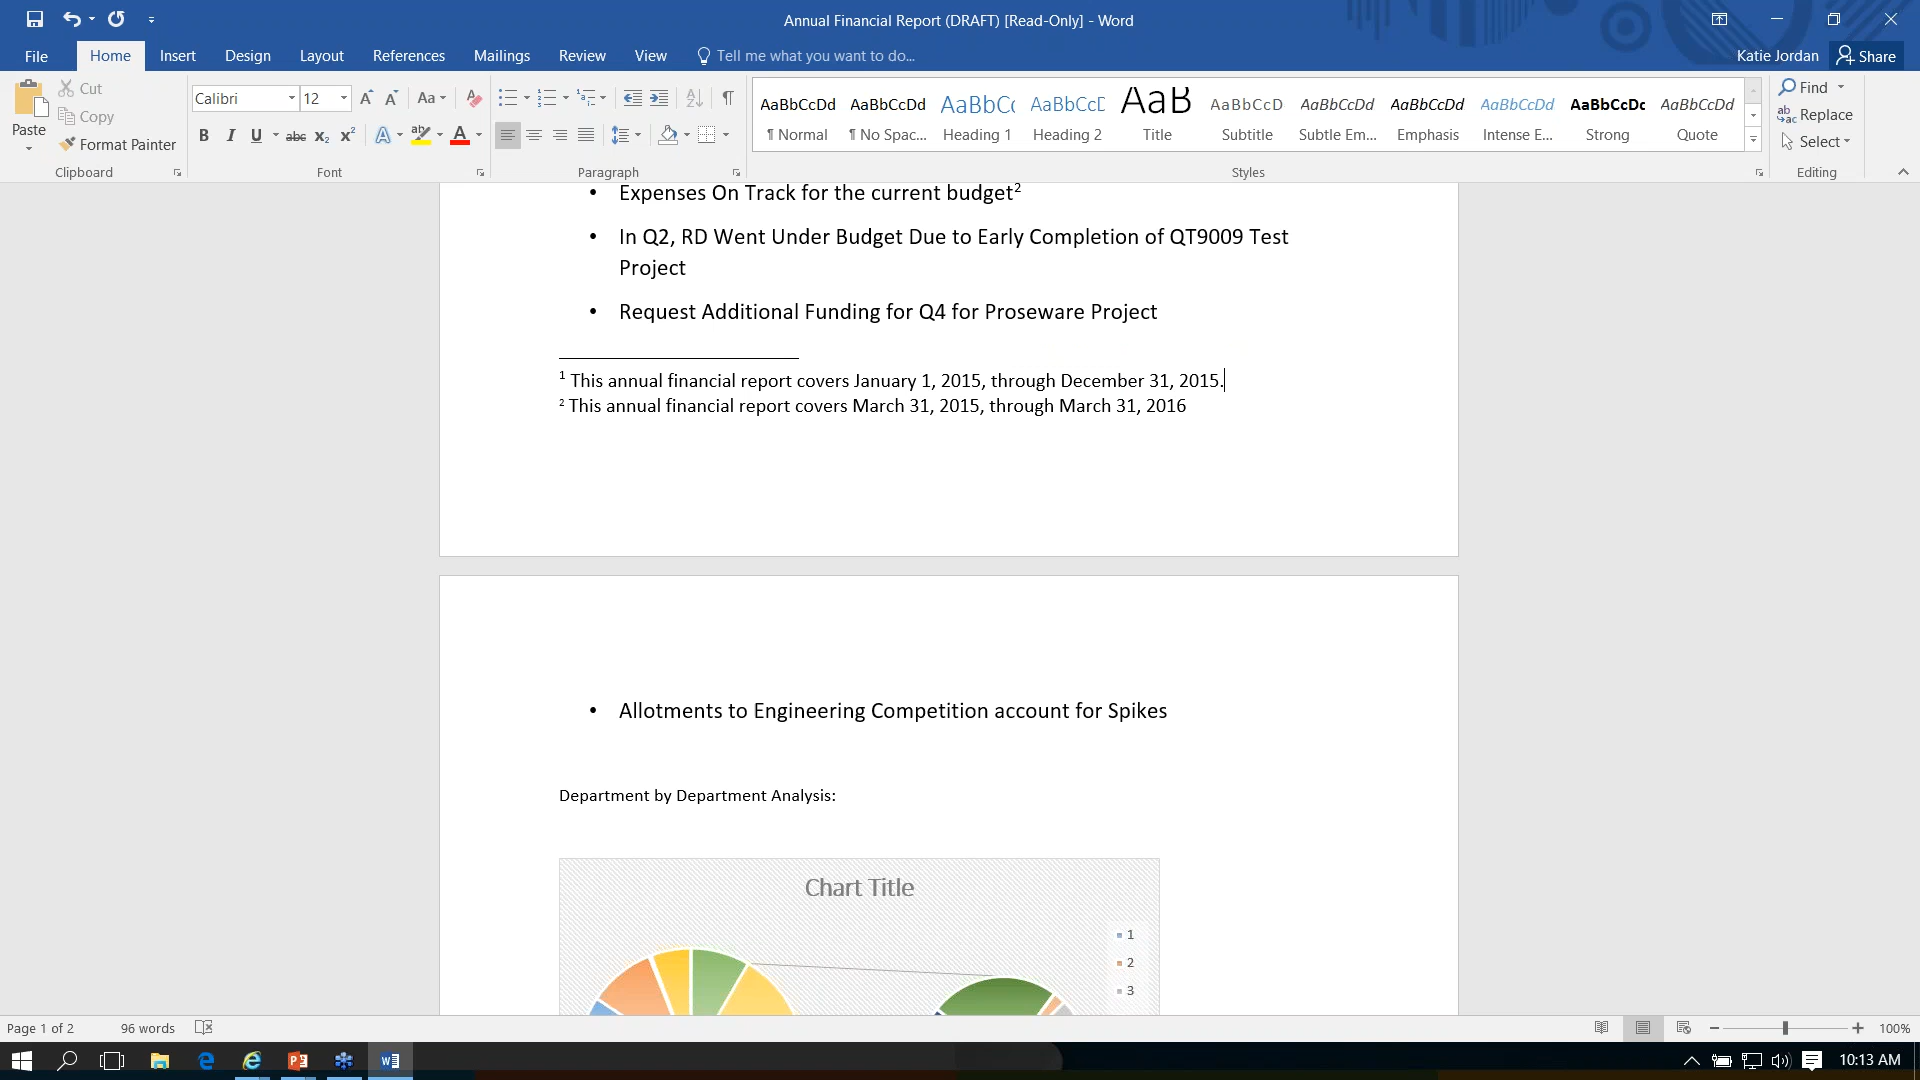 Annual Financial Report (DRAFT) [Read-Only] - Word
File Home Insert Design Layout References Mailings Review View Tell me what you want to do... Katie Jordan Share
Paste
Cut
Copy
Format Painter
Clipboard
Calibri 12 Aa
B I U abc X₂ X² A ab A
Font
Paragraph
AaBbCcDd AaBbCcDd AaBbCc AaBbCcD AaB AaBbCcD AaBbCcDd AaBbCcDd AaBbCcDd AaBbCcDc AaBbCcDd
¶ Normal ¶ No Spac... Heading 1 Heading 2 Title Subtitle Subtle Em... Emphasis Intense E... Strong Quote
Styles
Find
Replace
Select
Editing
• Expenses On Track for the current budget²
• In Q2, RD Went Under Budget Due to Early Completion of QT9009 Test
Project
• Request Additional Funding for Q4 for Proseware Project
¹ This annual financial report covers January 1, 2015, through December 31, 2015.
² This annual financial report covers March 31, 2015, through March 31, 2016
• Allotments to Engineering Competition account for Spikes
Department by Department Analysis:
Chart Title
1
2
3
Page 1 of 2 96 words 100%
10:13 AM